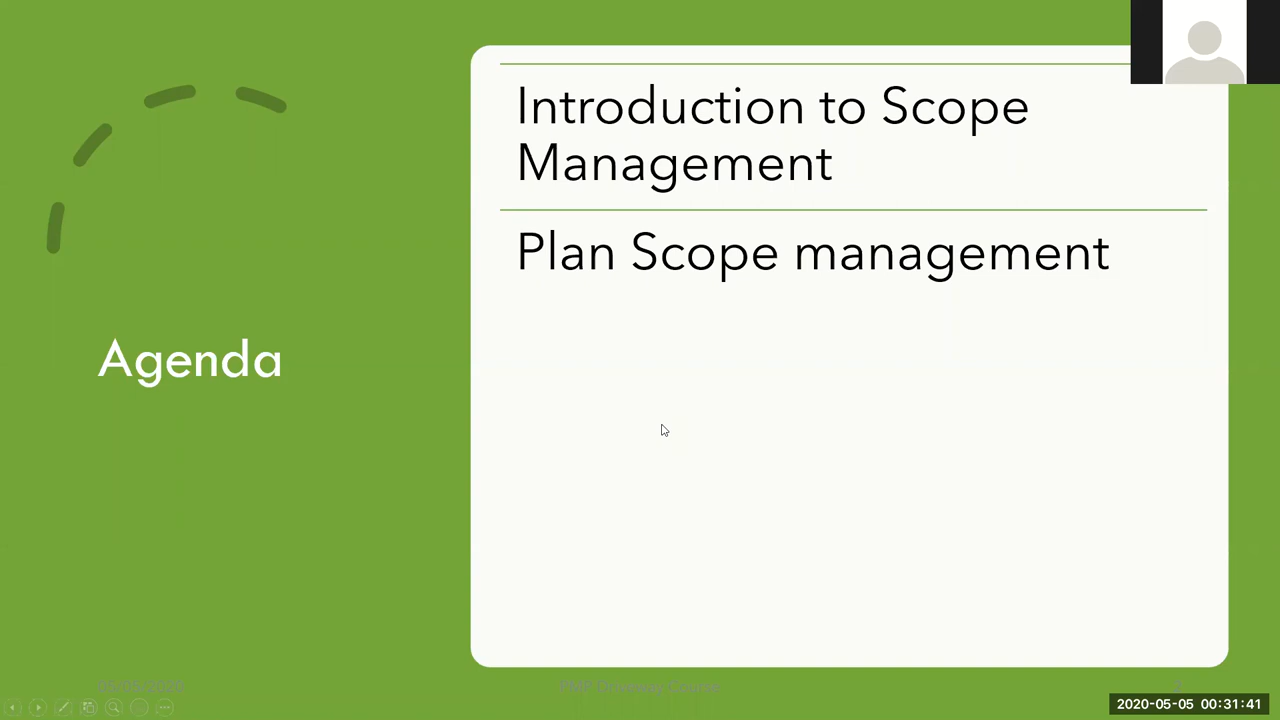 Introduction to Scope
Management
Plan Scope management
Agenda
2020-05-05 00:31:41